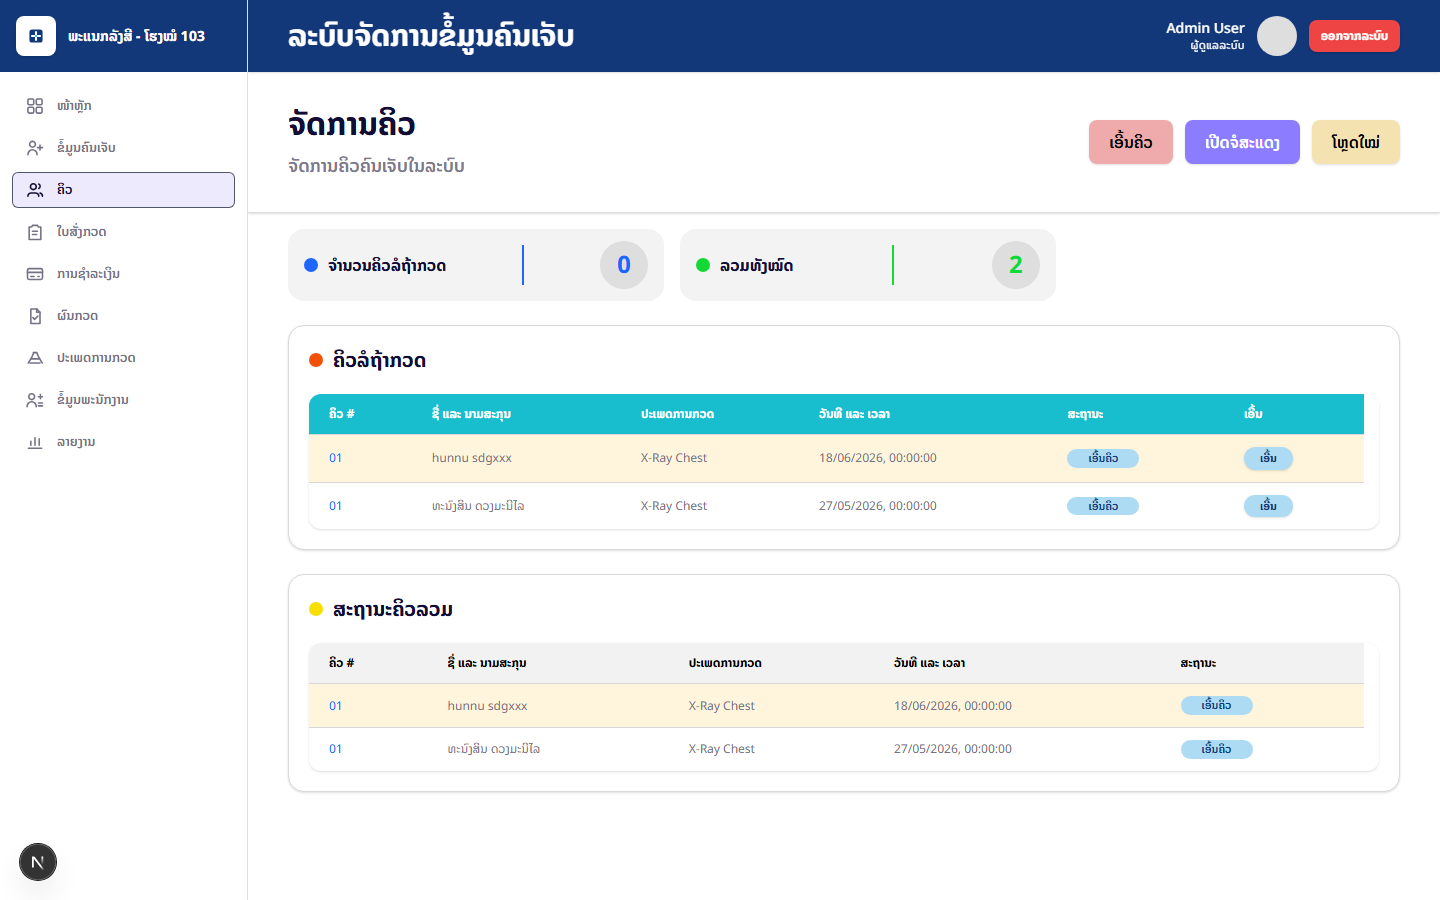 ພະແນກລັງສີ - ໂຮງໝໍ 103
ລະບົບຈັດການຂໍ້ມູນຄົນເຈັບ
Admin User
ຜູ້ດູແລລະບົບ
ອອກຈາກລະບົບ
ໜ້າຫຼັກ
ຂໍ້ມູນຄົນເຈັບ
ຄິວ
ໃບສັ່ງກວດ
ການຊຳລະເງິນ
ຜົນກວດ
ປະເພດການກວດ
ຂໍ້ມູນພະນັກງານ
ລາຍງານ
ຈັດການຄິວ
ຈັດການຄິວຄົນເຈັບໃນລະບົບ
ເອີ້ນຄິວ
ເປີດຈໍສະແດງ
ໂຫຼດໃໝ່
ຈຳນວນຄິວລໍຖ້າກວດ 0
ລວມທັງໝົດ 2
ຄິວລໍຖ້າກວດ
ຄິວ # ຊື່ ແລະ ນາມສະກຸນ ປະເພດການກວດ ວັນທີ ແລະ ເວລາ ສະຖານະ ເອີ້ນ
01 hunnu sdgxxx X-Ray Chest 18/06/2026, 00:00:00 ເອີ້ນຄິວ ເອີ້ນ
01 ທະນົງສິນ ດວງມະນີໄລ X-Ray Chest 27/05/2026, 00:00:00 ເອີ້ນຄິວ ເອີ້ນ
ສະຖານະຄິວລວມ
ຄິວ # ຊື່ ແລະ ນາມສະກຸນ ປະເພດການກວດ ວັນທີ ແລະ ເວລາ ສະຖານະ
01 hunnu sdgxxx X-Ray Chest 18/06/2026, 00:00:00 ເອີ້ນຄິວ
01 ທະນົງສິນ ດວງມະນີໄລ X-Ray Chest 27/05/2026, 00:00:00 ເອີ້ນຄິວ
N